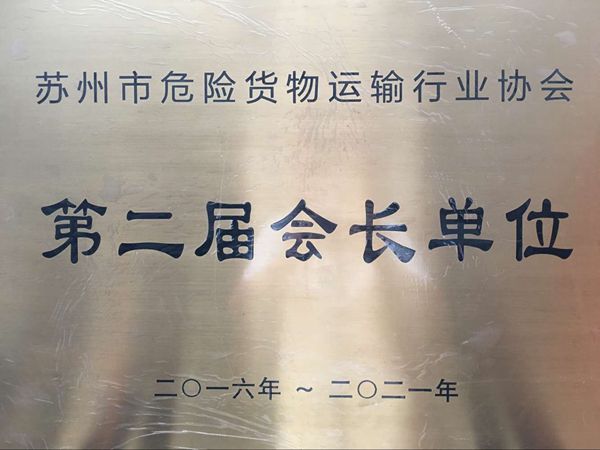 苏州市危险货物运输行业协会
第二届会长单位
二〇一六年 ~ 二〇二一年